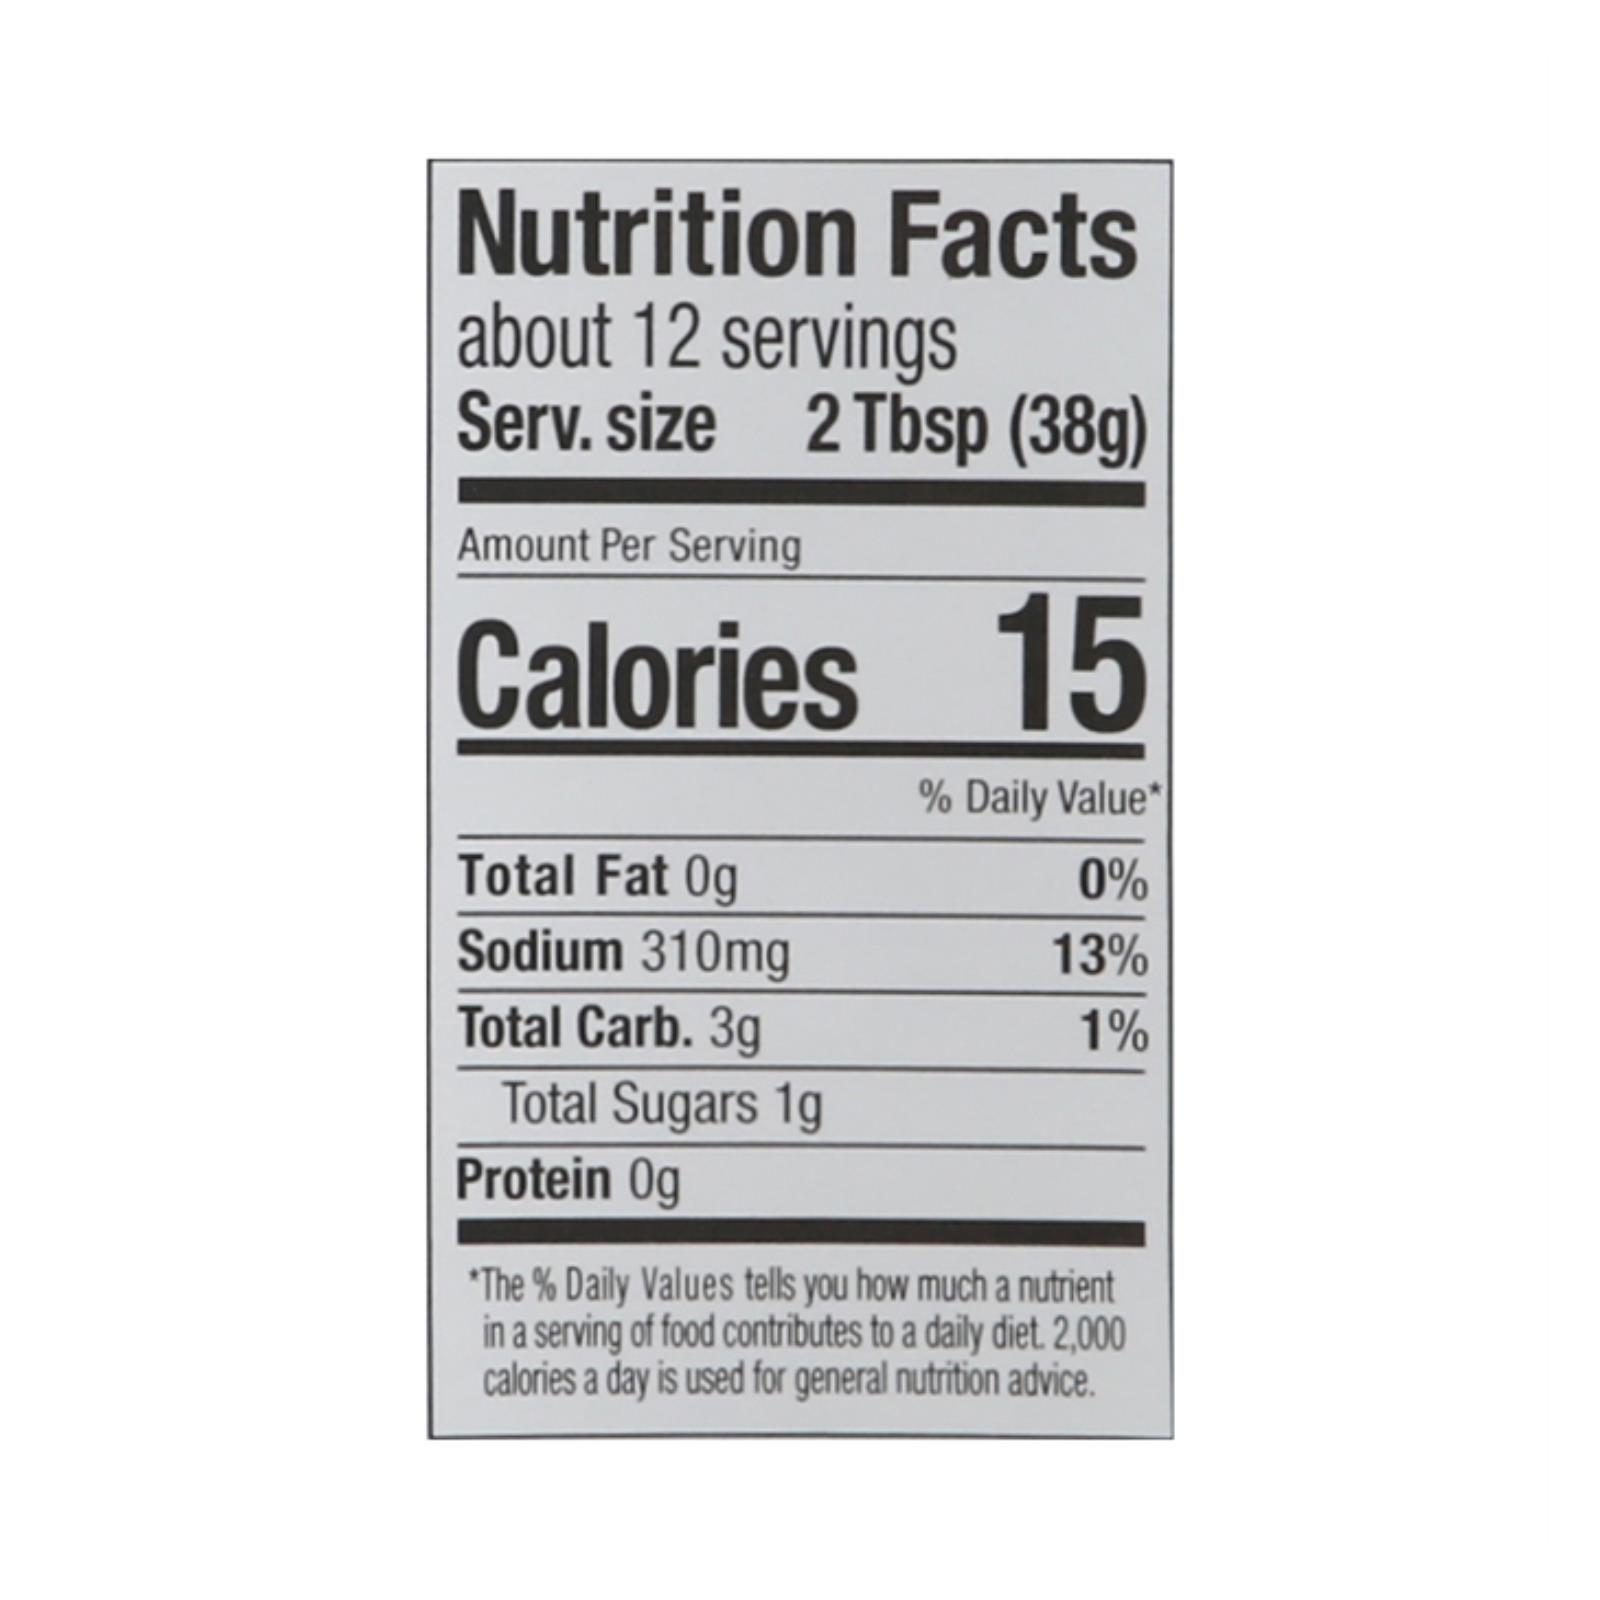 Nutrition Facts
about 12 servings
Serv. size 2 Tbsp (38g)
Amount Per Serving
Calories 15
% Daily Value*
Total Fat 0g 0%
Sodium 310mg 13%
Total Carb. 3g 1%
Total Sugars 1g
Protein 0g
*The % Daily Values tells you how much a nutrient
in a serving of food contributes to a daily diet. 2,000
calories a day is used for general nutrition advice.